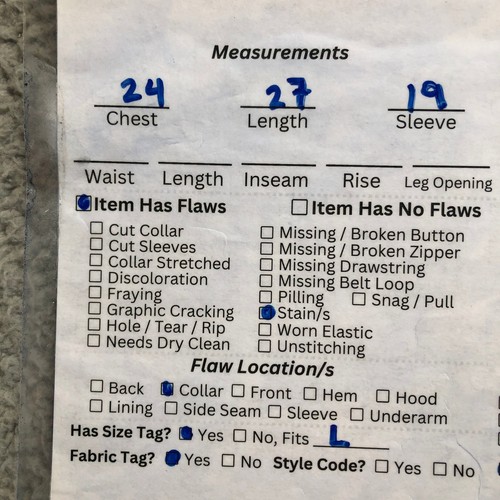 Measurements
24 27 19
Chest Length Sleeve
Waist Length Inseam Rise Leg Opening
Item Has Flaws Item Has No Flaws
Cut Collar Missing / Broken Button
Cut Sleeves Missing / Broken Zipper
Collar Stretched Missing Drawstring
Discoloration Missing Belt Loop
Fraying Pilling Snag / Pull
Graphic Cracking Stain/s
Hole / Tear / Rip Worn Elastic
Needs Dry Clean Unstitching
Flaw Location/s
Back Collar Front Hem Hood
Lining Side Seam Sleeve Underarm
Has Size Tag? Yes No, Fits L
Fabric Tag? Yes No Style Code? Yes No